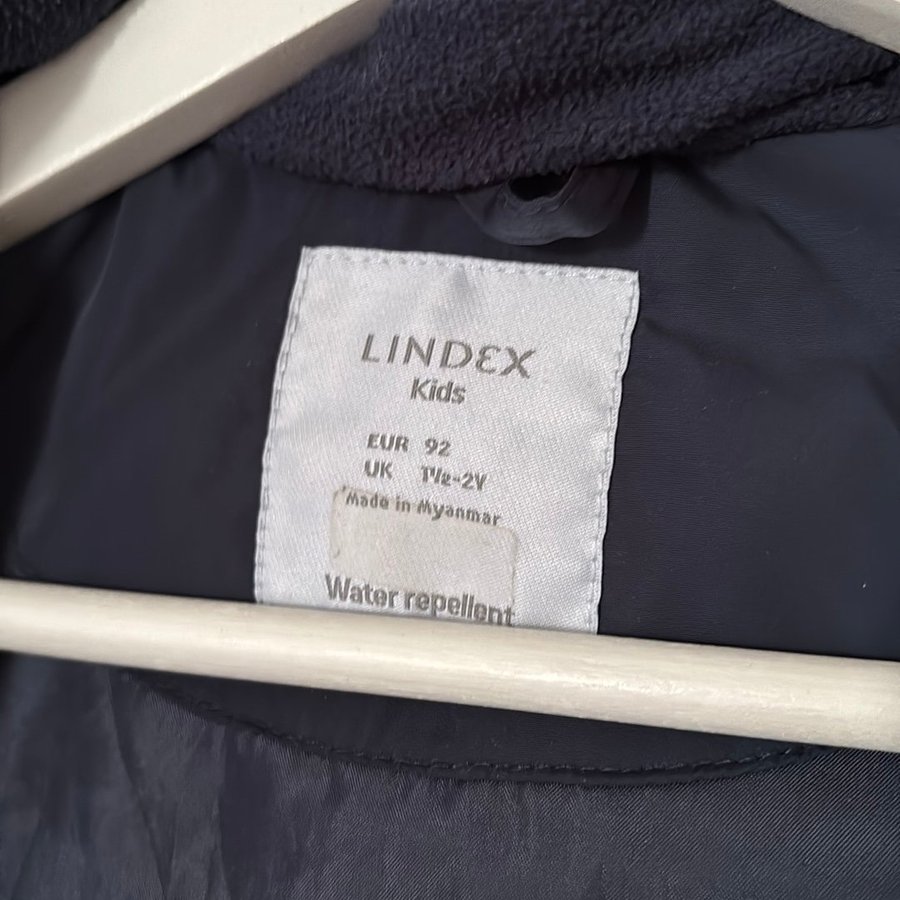 LINDEX
Kids
EUR 92
UK 1½-2Y
Made in Myanmar
Water repellent